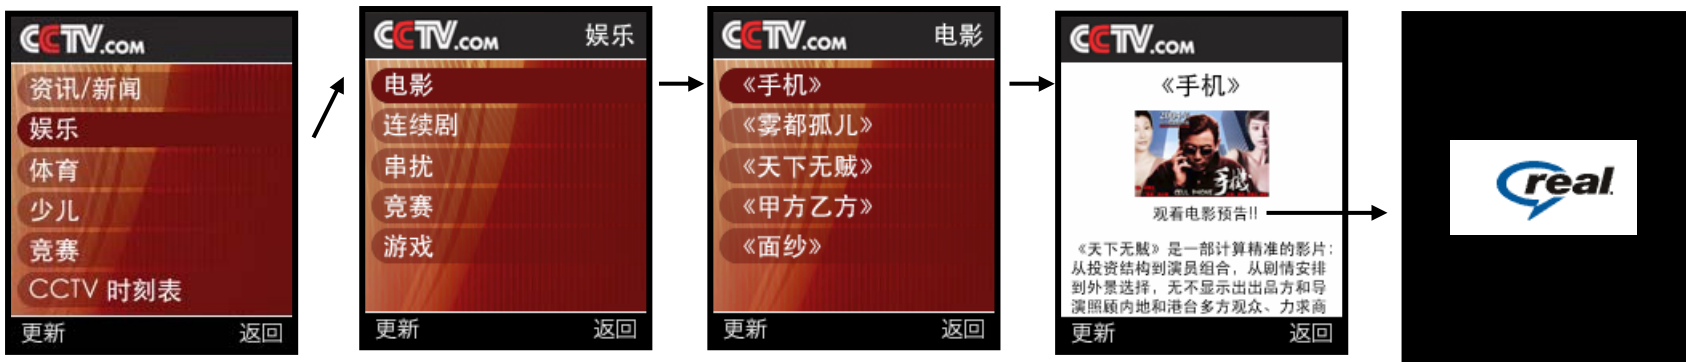 CCTV.com
资讯/新闻
娱乐
体育
少儿
竞赛
CCTV 时刻表
更新 返回
CCTV.com 娱乐
电影
连续剧
串扰
竞赛
游戏
更新 返回
CCTV.com 电影
《手机》
《雾都孤儿》
《天下无贼》
《甲方乙方》
《面纱》
更新 返回
CCTV.com
《手机》
手機
CELL PHONE
观看电影预告!!
《天下无贼》是一部计算精准的影片:
从投资结构到演员组合，从剧情安排
到外景选择，无不显示出出品方和导
演照顾内地和港台多方观众、力求商
更新 返回
real